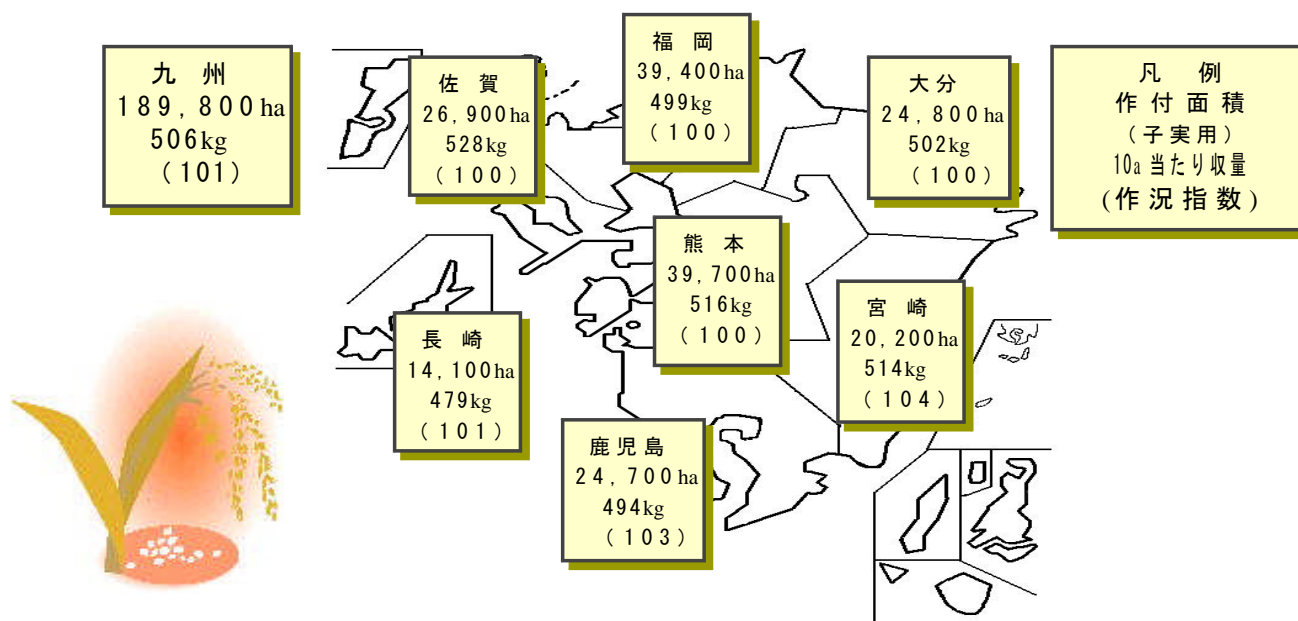 九州
189,800ha
506kg
(101)
佐賀
26,900ha
528kg
(100)
福岡
39,400ha
499kg
(100)
大分
24,800ha
502kg
(100)
凡例
作付面積
(子実用)
10a当たり収量
(作況指数)
熊本
39,700ha
516kg
(100)
長崎
14,100ha
479kg
(101)
宮崎
20,200ha
514kg
(104)
鹿児島
24,700ha
494kg
(103)